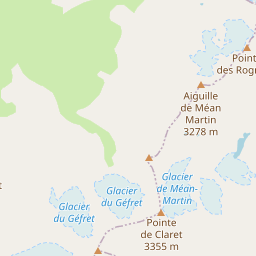 Pointe
des Rogn
Aiguille
de Méan
Martin
3278 m
Glacier
de Méan-
Martin
Glacier
du Géfret
Glacier
du Géfret
Pointe
de Claret
3355 m